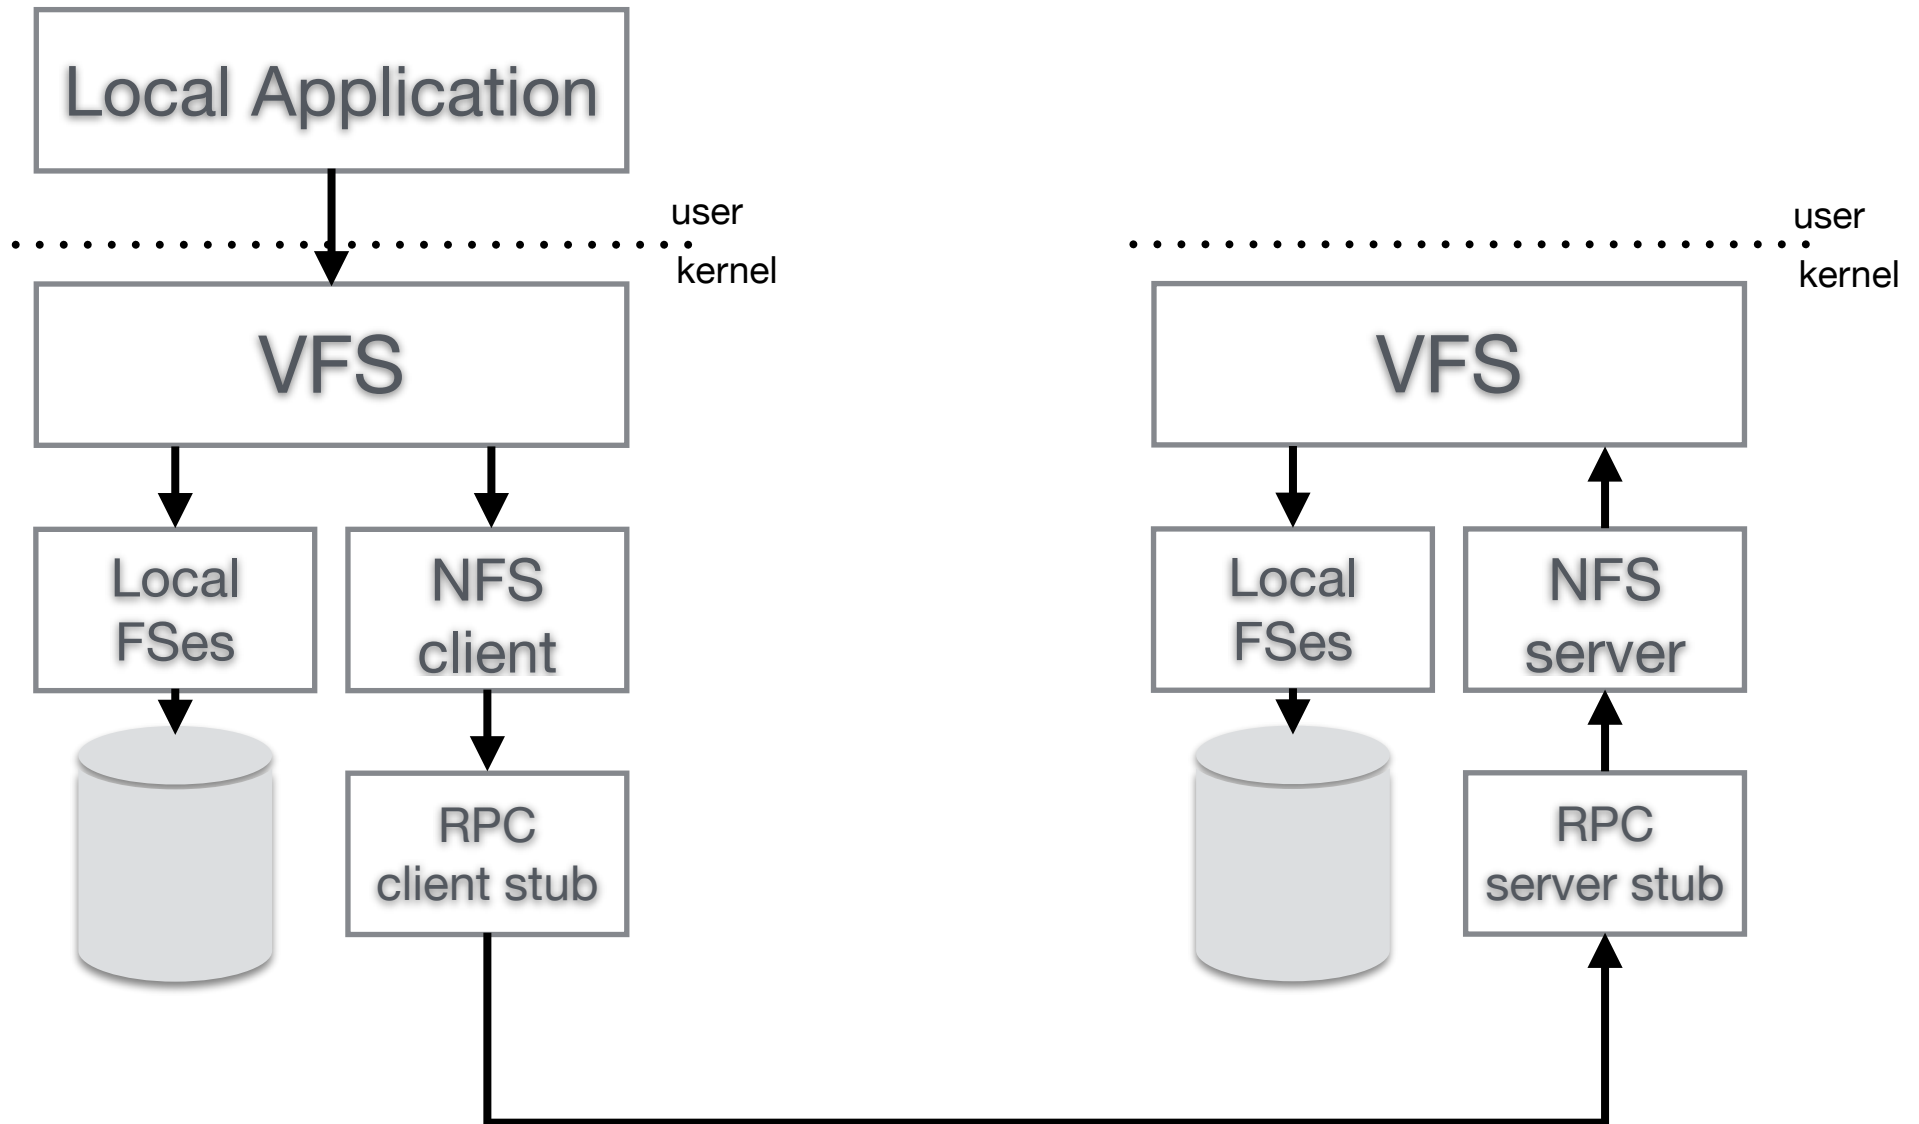 Local Application
user
kernel
VFS
Local
FSes
NFS
client
RPC
client stub
user
kernel
VFS
Local
FSes
NFS
server
RPC
server stub